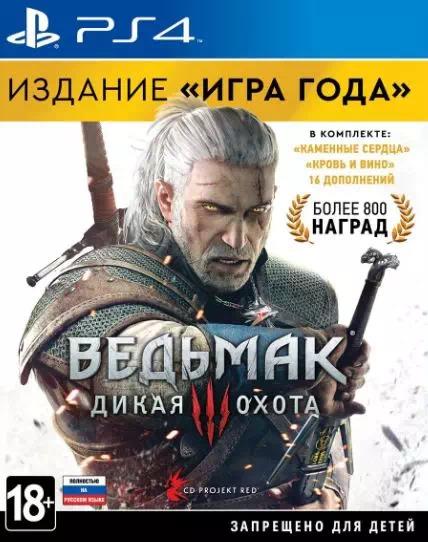 PS4
ИЗДАНИЕ «ИГРА ГОДА»
В КОМПЛЕКТЕ:
«КАМЕННЫЕ СЕРДЦА»
«КРОВЬ И ВИНО»
16 ДОПОЛНЕНИЙ
БОЛЕЕ 800
НАГРАД
ВЕДЬМАК
ДИКАЯ III ОХОТА
18+
ПОЛНОСТЬЮ
НА
РУССКОМ ЯЗЫКЕ
CD PROJEKT RED
ЗАПРЕЩЕНО ДЛЯ ДЕТЕЙ